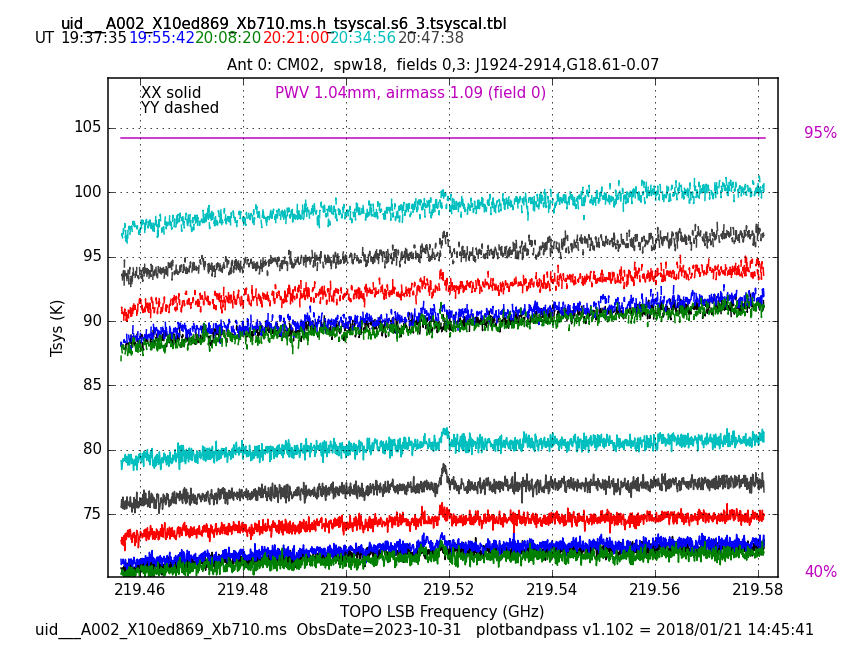 uid___A002_X10ed869_Xb710.ms.h_tsyscal.s6_3.tsyscal.tbl
UT 19:37:35 19:55:42 20:08:20 20:21:00 20:34:56 20:47:38
Ant 0: CM02,  spw18,  fields 0,3: J1924-2914,G18.61-0.07
XX solid
PWV 1.04mm, airmass 1.09 (field 0)
YY dashed
95%
105
100
95
90
85
80
75
Tsys (K)
40%
219.46 219.48 219.50 219.52 219.54 219.56 219.58
TOPO LSB Frequency (GHz)
uid___A002_X10ed869_Xb710.ms  ObsDate=2023-10-31   plotbandpass v1.102 = 2018/01/21 14:45:41